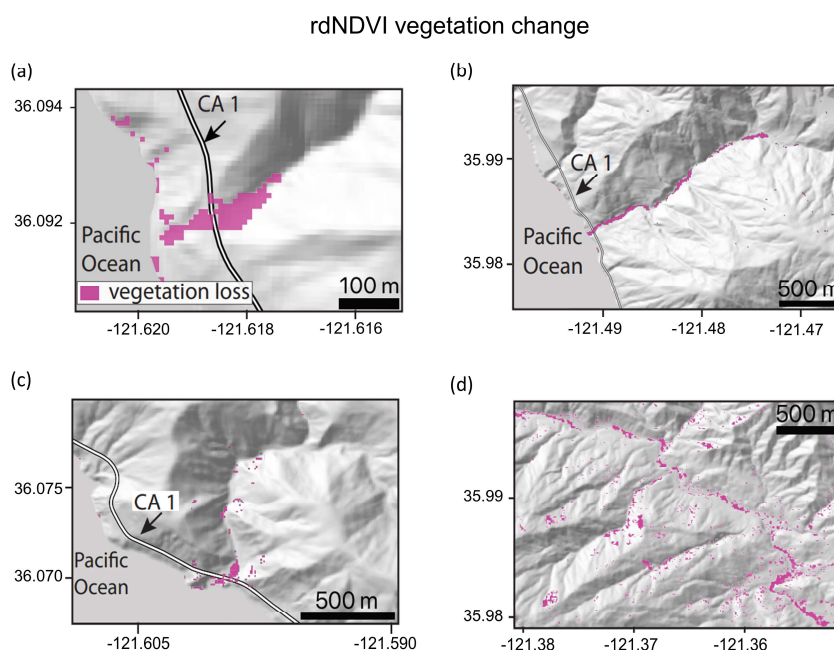 rdNDVI vegetation change
(a)
36.094
36.092
CA 1
Pacific
Ocean
vegetation loss
100 m
-121.620
-121.618
-121.616
(b)
35.99
35.98
CA 1
Pacific
Ocean
500 m
-121.49
-121.48
-121.47
(c)
36.075
36.070
CA 1
Pacific
Ocean
500 m
-121.605
-121.590
(d)
500 m
35.99
35.98
-121.38
-121.37
-121.36